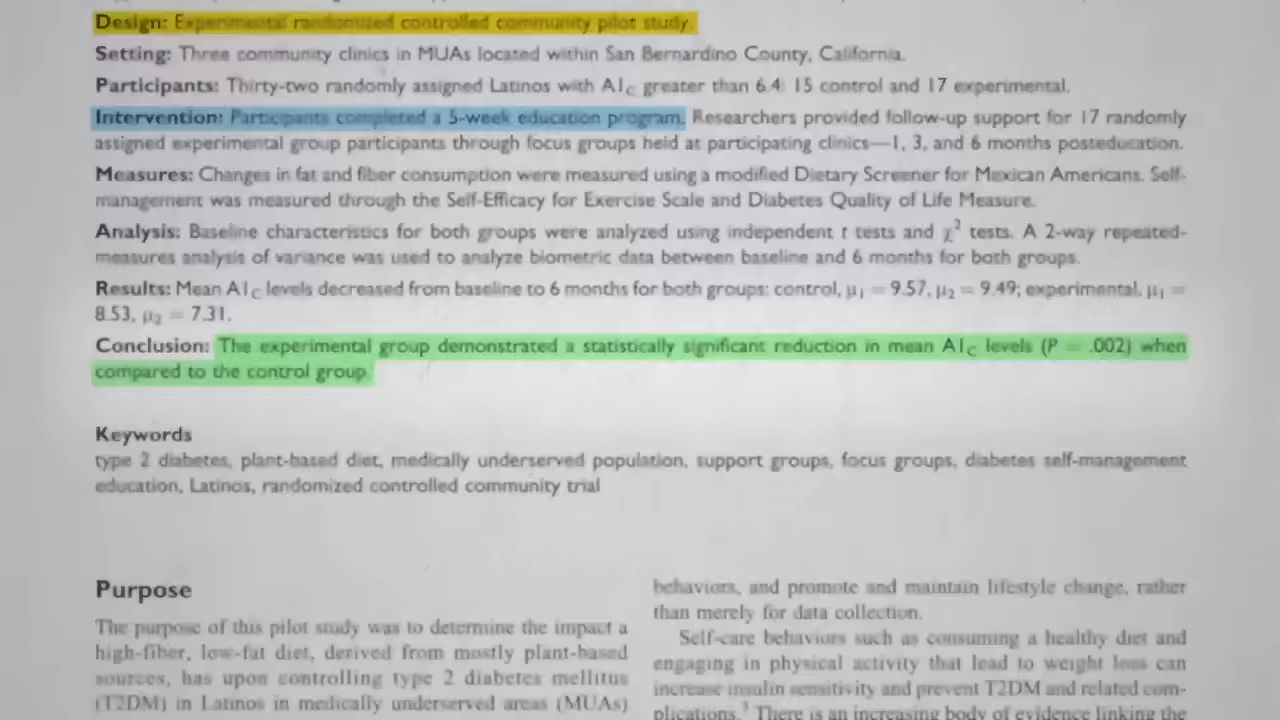 Design: Experimental randomized controlled community pilot study.
Setting: Three community clinics in MUAs located within San Bernardino County, California.
Participants: Thirty-two randomly assigned Latinos with A1C greater than 6.4: 15 control and 17 experimental.
Intervention: Participants completed a 5-week education program. Researchers provided follow-up support for 17 randomly
assigned experimental group participants through focus groups held at participating clinics—1, 3, and 6 months posteducation.
Measures: Changes in fat and fiber consumption were measured using a modified Dietary Screener for Mexican Americans. Self-
management was measured through the Self-Efficacy for Exercise Scale and Diabetes Quality of Life Measure.
Analysis: Baseline characteristics for both groups were analyzed using independent t tests and χ² tests. A 2-way repeated-
measures analysis of variance was used to analyze biometric data between baseline and 6 months for both groups.
Results: Mean A1C levels decreased from baseline to 6 months for both groups: control, μ1 = 9.57, μ2 = 9.49; experimental, μ1 =
8.53, μ2 = 7.31.
Conclusion: The experimental group demonstrated a statistically significant reduction in mean A1C levels (P = .002) when
compared to the control group.
Keywords
type 2 diabetes, plant-based diet, medically underserved population, support groups, focus groups, diabetes self-management
education, Latinos, randomized controlled community trial
Purpose
The purpose of this pilot study was to determine the impact a
high-fiber, low-fat diet, derived from mostly plant-based
sources, has upon controlling type 2 diabetes mellitus
(T2DM) in Latinos in medically underserved areas (MUAs)
behaviors, and promote and maintain lifestyle change, rather
than merely for data collection.
Self-care behaviors such as consuming a healthy diet and
engaging in physical activity that lead to weight loss can
increase insulin sensitivity and prevent T2DM and related com-
plications.¹ There is an increasing body of evidence linking the